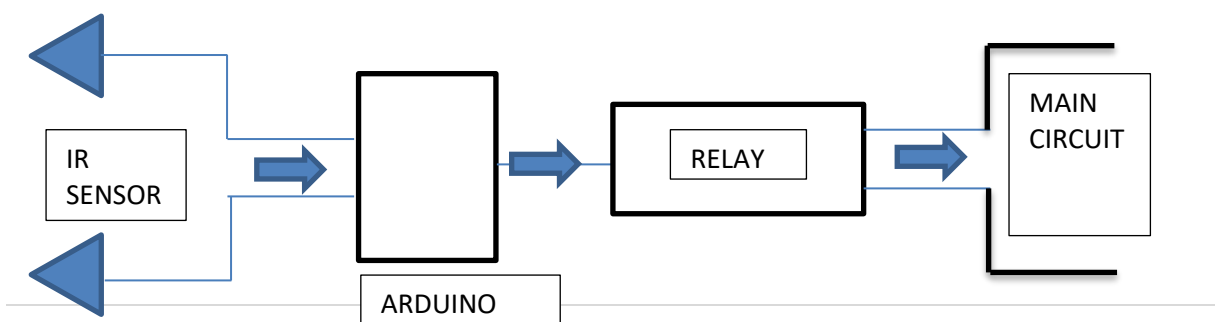 IR
SENSOR
ARDUINO
RELAY
MAIN
CIRCUIT